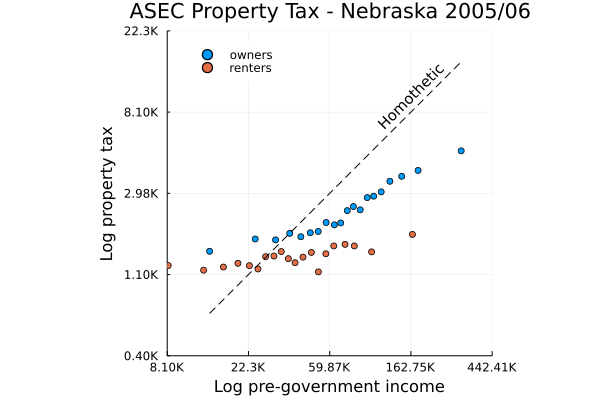 ASEC Property Tax - Nebraska 2005/06
22.3K
owners
renters
Homothetic
8.10K
Log property tax
2.98K
1.10K
0.40K
8.10K 22.3K 59.87K 162.75K 442.41K
Log pre-government income